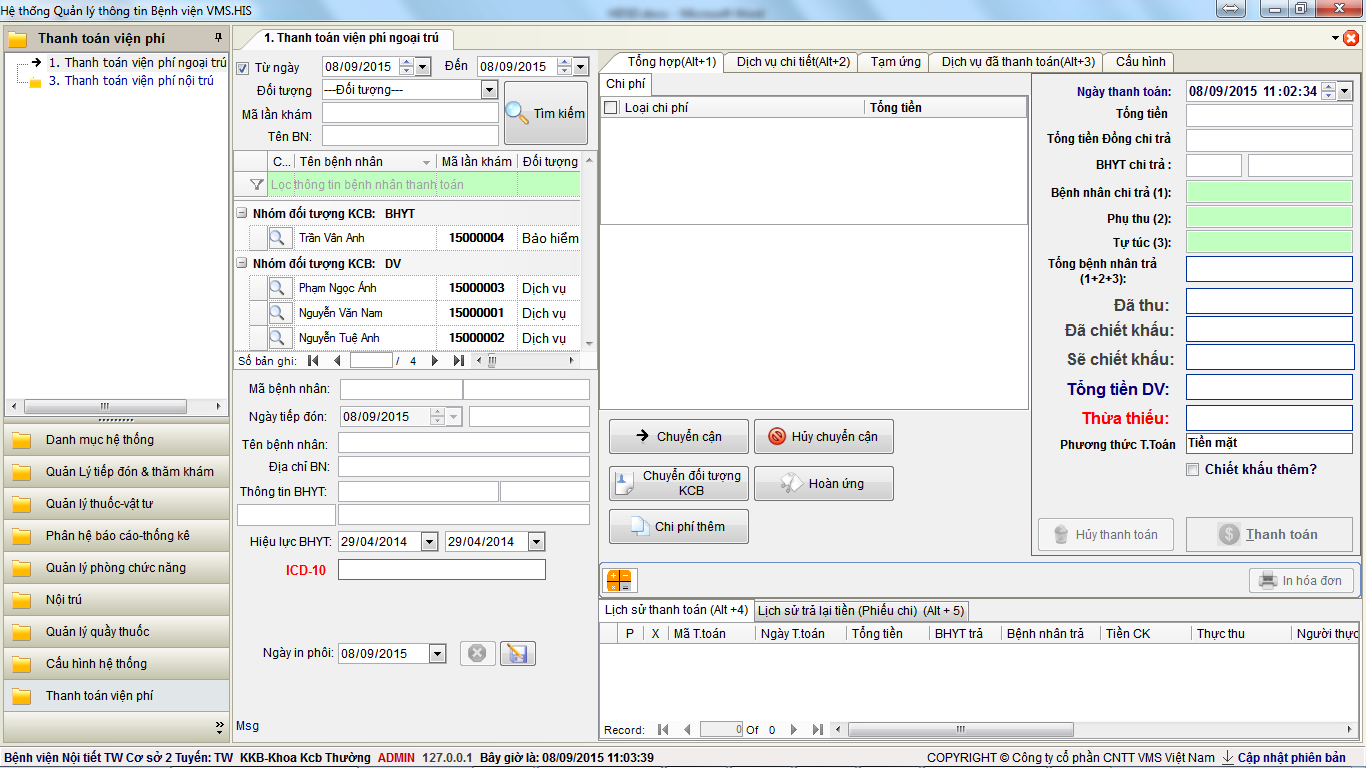 Hệ thống Quản lý thông tin Bệnh viện VMS.HIS
Thanh toán viện phí
1. Thanh toán viện phí ngoại trú
3. Thanh toán viện phí nội trú
Danh mục hệ thống
Quản Lý tiếp đón & thăm khám
Quản lý thuốc-vật tư
Phân hệ báo cáo-thống kê
Quản lý phòng chức năng
Nội trú
Quản lý quầy thuốc
Cấu hình hệ thống
Thanh toán viện phí
1. Thanh toán viện phí ngoại trú
Từ ngày 08/09/2015 Đến 08/09/2015
Đối tượng ---Đối tượng---
Mã lần khám
Tên BN:
Tìm kiếm
C... Tên bệnh nhân Mã lần khám Đối tượng
Lọc thông tin bệnh nhân thanh toán
Nhóm đối tượng KCB: BHYT
Trần Vân Anh 15000004 Bảo hiểm
Nhóm đối tượng KCB: DV
Phạm Ngọc Ánh 15000003 Dịch vụ
Nguyễn Văn Nam 15000001 Dịch vụ
Nguyễn Tuệ Anh 15000002 Dịch vụ
Số bản ghi: / 4
Mã bệnh nhân:
Ngày tiếp đón: 08/09/2015
Tên bệnh nhân:
Địa chỉ BN:
Thông tin BHYT:
Hiệu lực BHYT: 29/04/2014 29/04/2014
ICD-10
Ngày in phôi: 08/09/2015
Msg
Tổng hợp(Alt+1) Dịch vụ chi tiết(Alt+2) Tạm ứng Dịch vụ đã thanh toán(Alt+3) Cấu hình
Chi phí
Loại chi phí Tổng tiền
Chuyển cận
Hủy chuyển cận
Chuyển đối tượng KCB
Hoàn ứng
Chi phí thêm
Ngày thanh toán: 08/09/2015 11:02:34
Tổng tiền
Tổng tiền Đồng chi trả
BHYT chi trả :
Bệnh nhân chi trả (1):
Phụ thu (2):
Tự túc (3):
Tổng bệnh nhân trả
(1+2+3):
Đã thu:
Đã chiết khấu:
Sẽ chiết khấu:
Tổng tiền DV:
Thừa thiếu:
Phương thức T.Toán Tiền mặt
Chiết khấu thêm?
Hủy thanh toán
Thanh toán
In hóa đơn
Lịch sử thanh toán (Alt +4) Lịch sử trả lại tiền (Phiếu chi) (Alt + 5)
P X Mã T.toán Ngày T.toán Tổng tiền BHYT trả Bệnh nhân trả Tiền CK Thực thu Người thực
Record: 0 Of 0
Bệnh viện Nội tiết TW Cơ sở 2 Tuyến: TW KKB-Khoa Kcb Thường ADMIN 127.0.0.1 Bây giờ là: 08/09/2015 11:03:39 COPYRIGHT © Công ty cổ phần CNTT VMS Việt Nam Cập nhật phiên bản